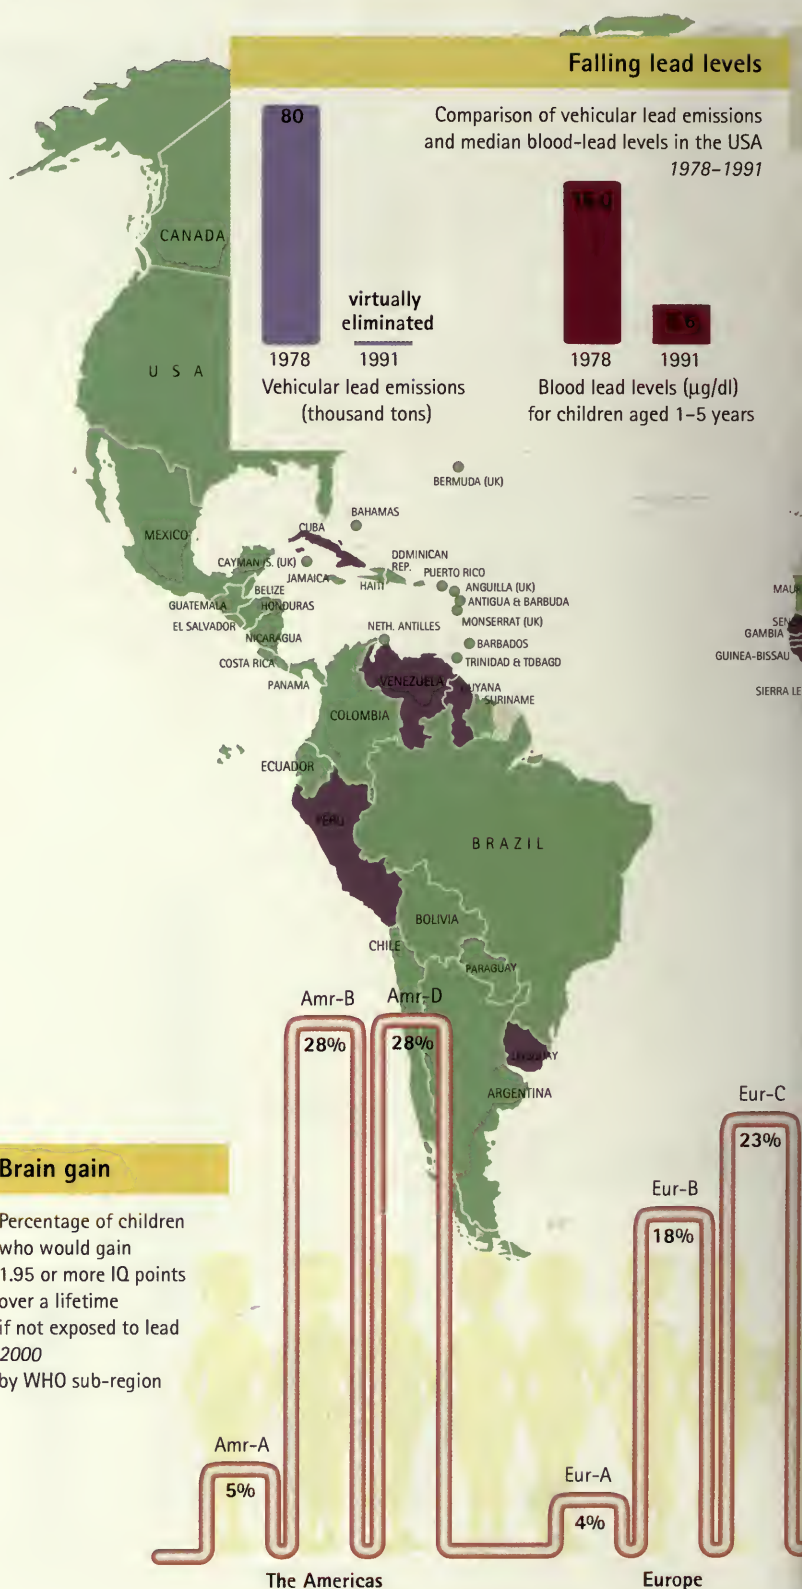 Falling lead levels
80
Comparison of vehicular lead emissions
and median blood-lead levels in the USA
1978–1991
virtually
eliminated
1978
1991
1978
1991
Vehicular lead emissions
(thousand tons)
Blood lead levels (µg/dl)
for children aged 1–5 years
CANADA
U S A
BERMUDA (UK)
BAHAMAS
MEXICO
CUBA
CAYMAN IS. (UK)
JAMAICA
HAITI
DOMINICAN
REP.
PUERTO RICO
ANGUILLA (UK)
ANTIGUA & BARBUDA
MONSERRAT (UK)
BELIZE
GUATEMALA
HONDURAS
EL SALVADOR
NICARAGUA
COSTA RICA
PANAMA
NETH. ANTILLES
BARBADOS
TRINIDAD & TOBAGO
VENEZUELA
GUYANA
SURINAME
COLOMBIA
ECUADOR
PERU
BRAZIL
BOLIVIA
CHILE
PARAGUAY
URUGUAY
ARGENTINA
MAUR
SEN
GAMBIA
GUINEA-BISSAU
SIERRA LE
Brain gain
Percentage of children
who would gain
1.95 or more IQ points
over a lifetime
if not exposed to lead
2000
by WHO sub-region
Amr-A
5%
Amr-B
28%
Amr-D
28%
Eur-A
4%
Eur-B
18%
Eur-C
23%
The Americas
Europe